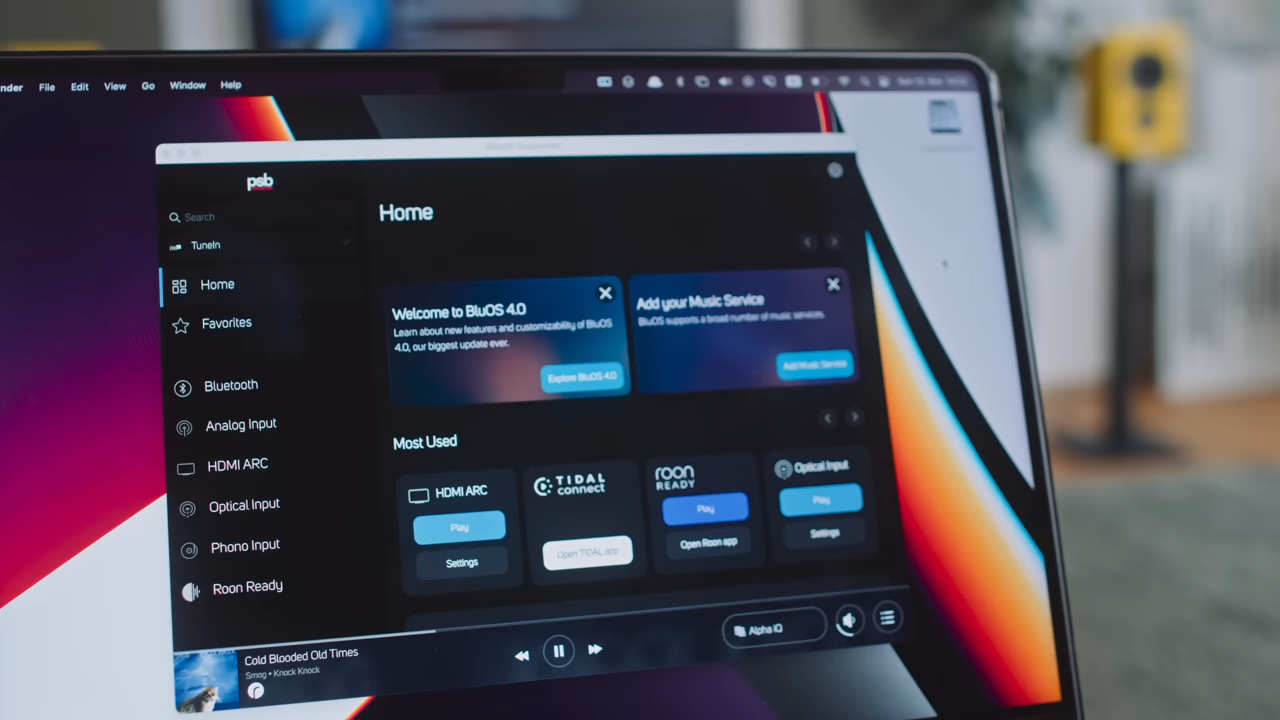 File Edit View Go Window Help
psb
Search
TuneIn
Home
Favorites
Bluetooth
Analog Input
HDMI ARC
Optical Input
Phono Input
Roon Ready
Home
Welcome to BluOS 4.0
Learn about new features and customizability of BluOS
4.0, our biggest update ever.
Explore BluOS 4.0
Add your Music Service
BluOS supports a broad number of music services.
Add Music Service
Most Used
HDMI ARC
Play
Settings
TIDAL
connect
Open TIDAL app
roon
READY
Play
Open Roon app
Optical Input
Play
Settings
Cold Blooded Old Times
Smog • Knock Knock
Alpha IQ